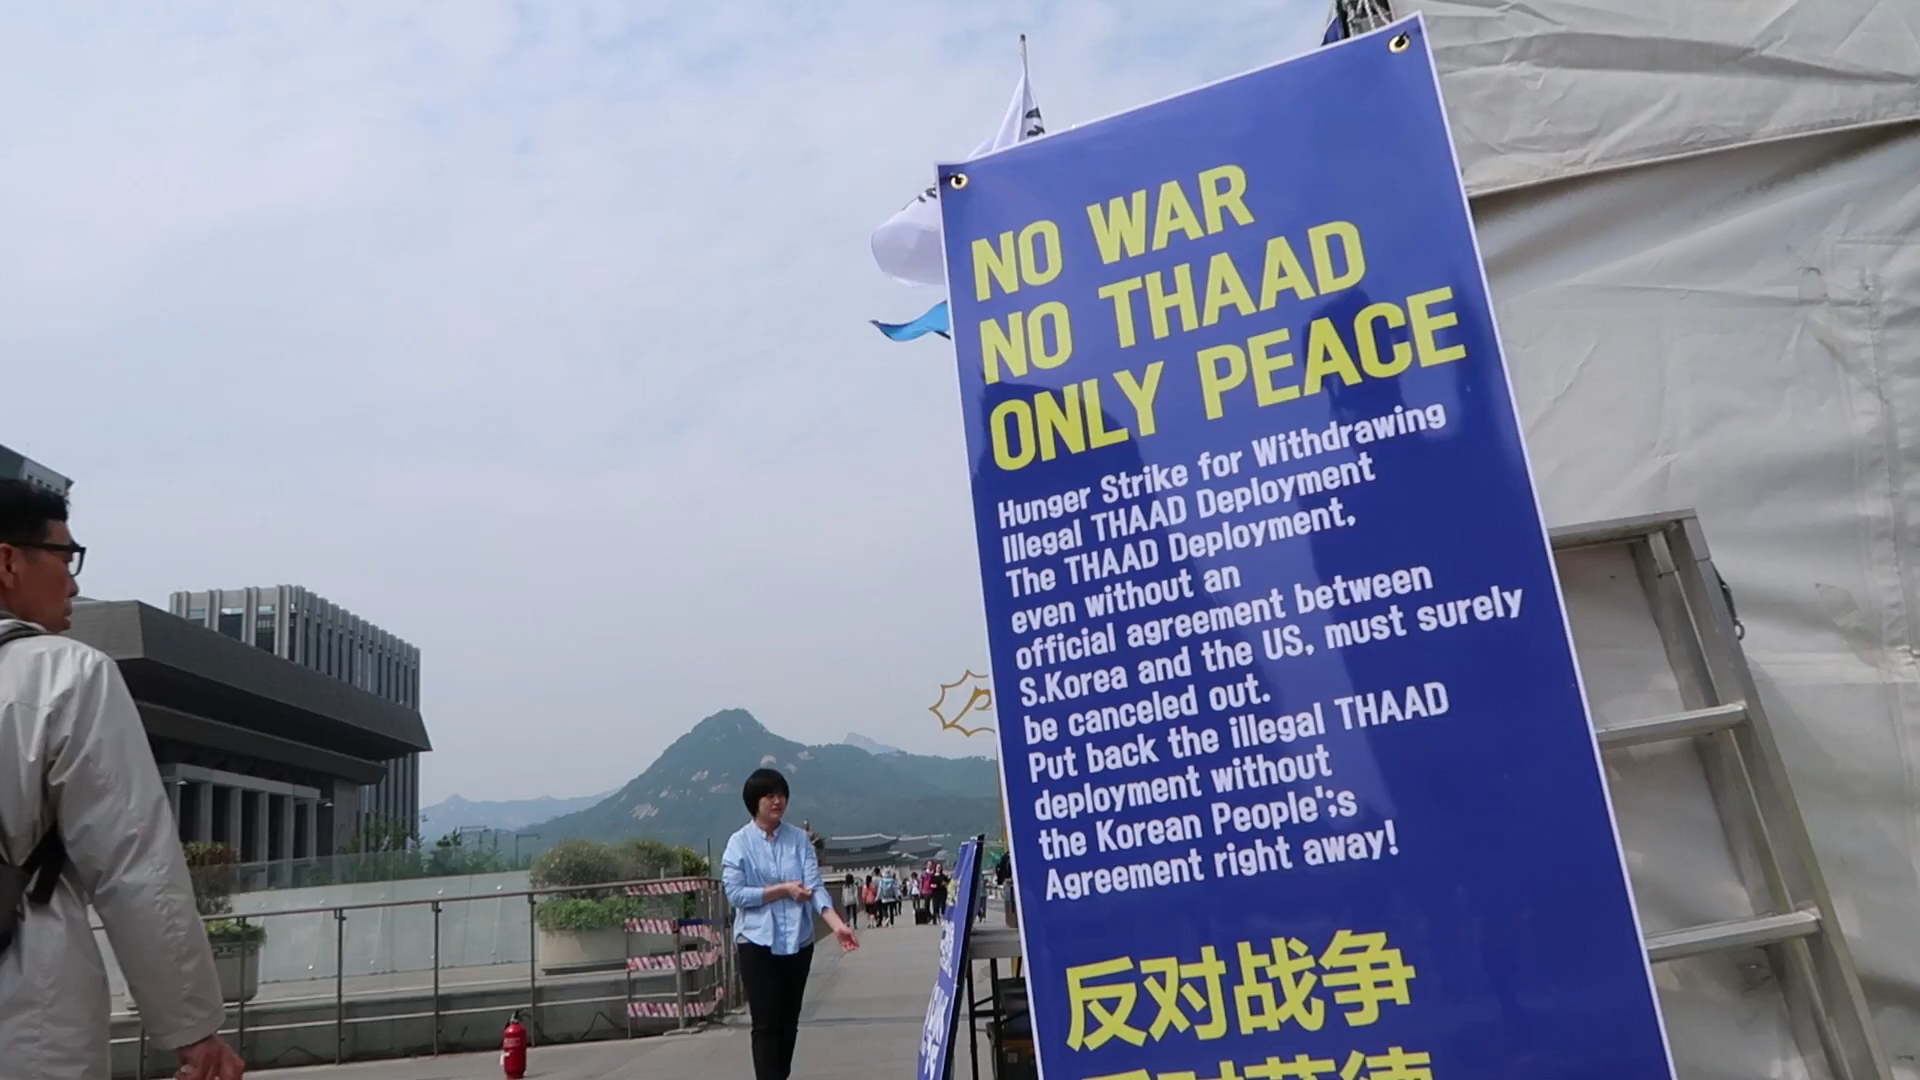 NO WAR
NO THAAD
ONLY PEACE
Hunger Strike for Withdrawing
Illegal THAAD Deployment
The THAAD Deployment,
even without an
official agreement between
S.Korea and the US, must surely
be canceled out.
Put back the illegal THAAD
deployment without
the Korean People';s
Agreement right away!
反对战争